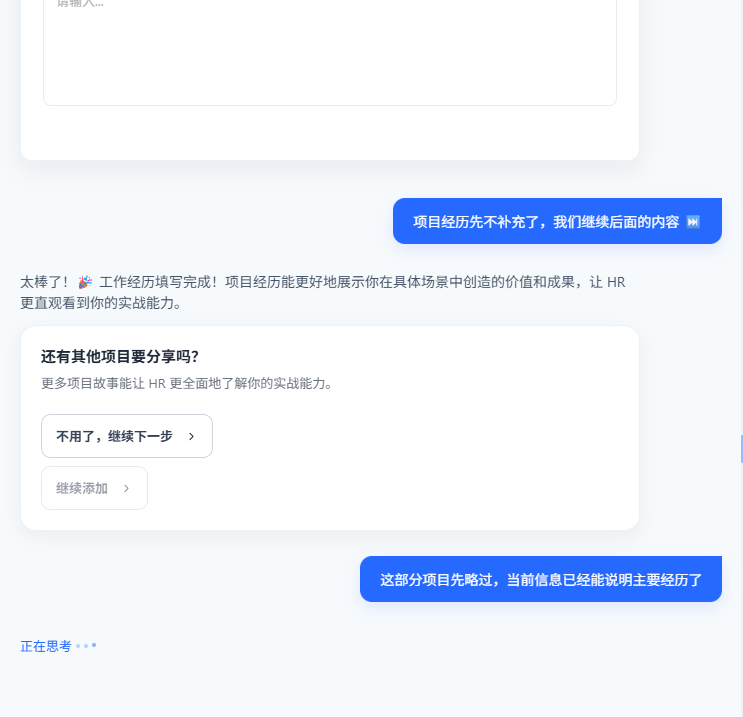 请输入...
项目经历先不补充了，我们继续后面的内容 ⏭️
太棒了！🎉 工作经历填写完成！项目经历能更好地展示你在具体场景中创造的价值和成果，让 HR
更直观看到你的实战能力。
还有其他项目要分享吗？
更多项目故事能让 HR 更全面地了解你的实战能力。
不用了，继续下一步
继续添加
这部分项目先略过，当前信息已经能说明主要经历了
正在思考